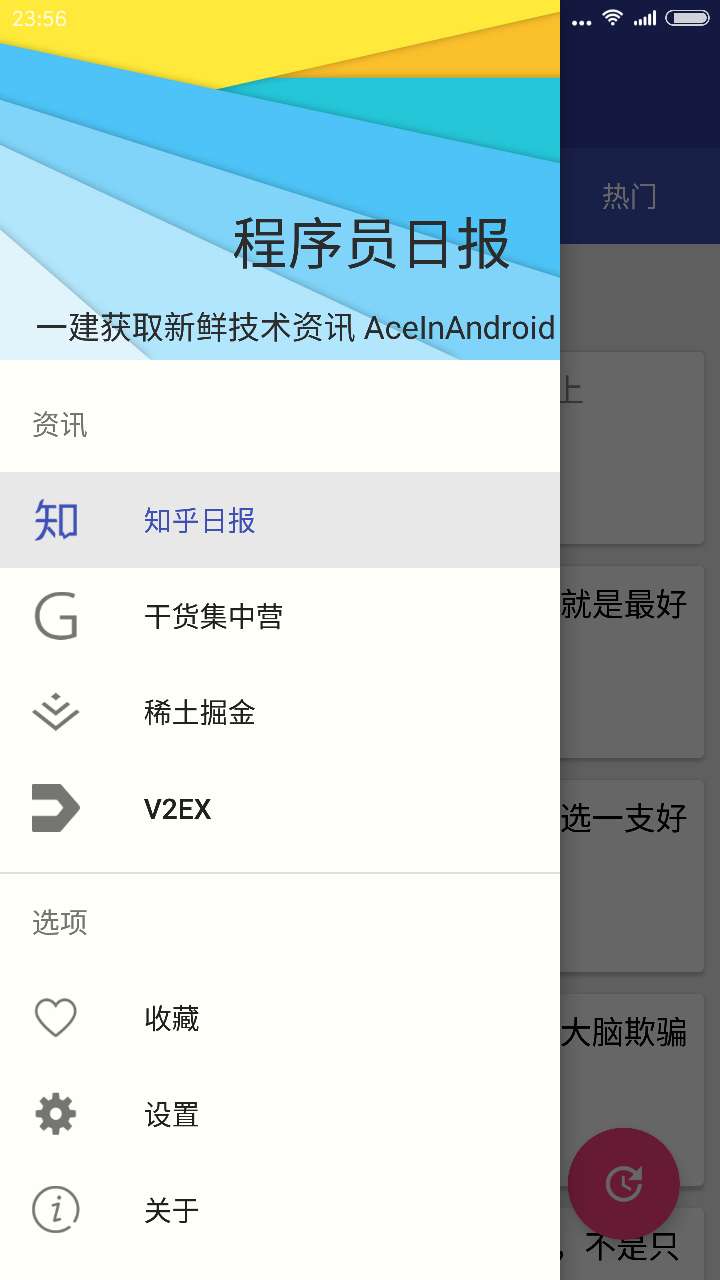 23:56
热门
程序员日报
一建获取新鲜技术资讯 AceInAndroid
资讯
上
知 知乎日报
就是最好
G 干货集中营
稀土掘金
V2EX
选一支好
选项
收藏
大脑欺骗
设置
关于
，不是只